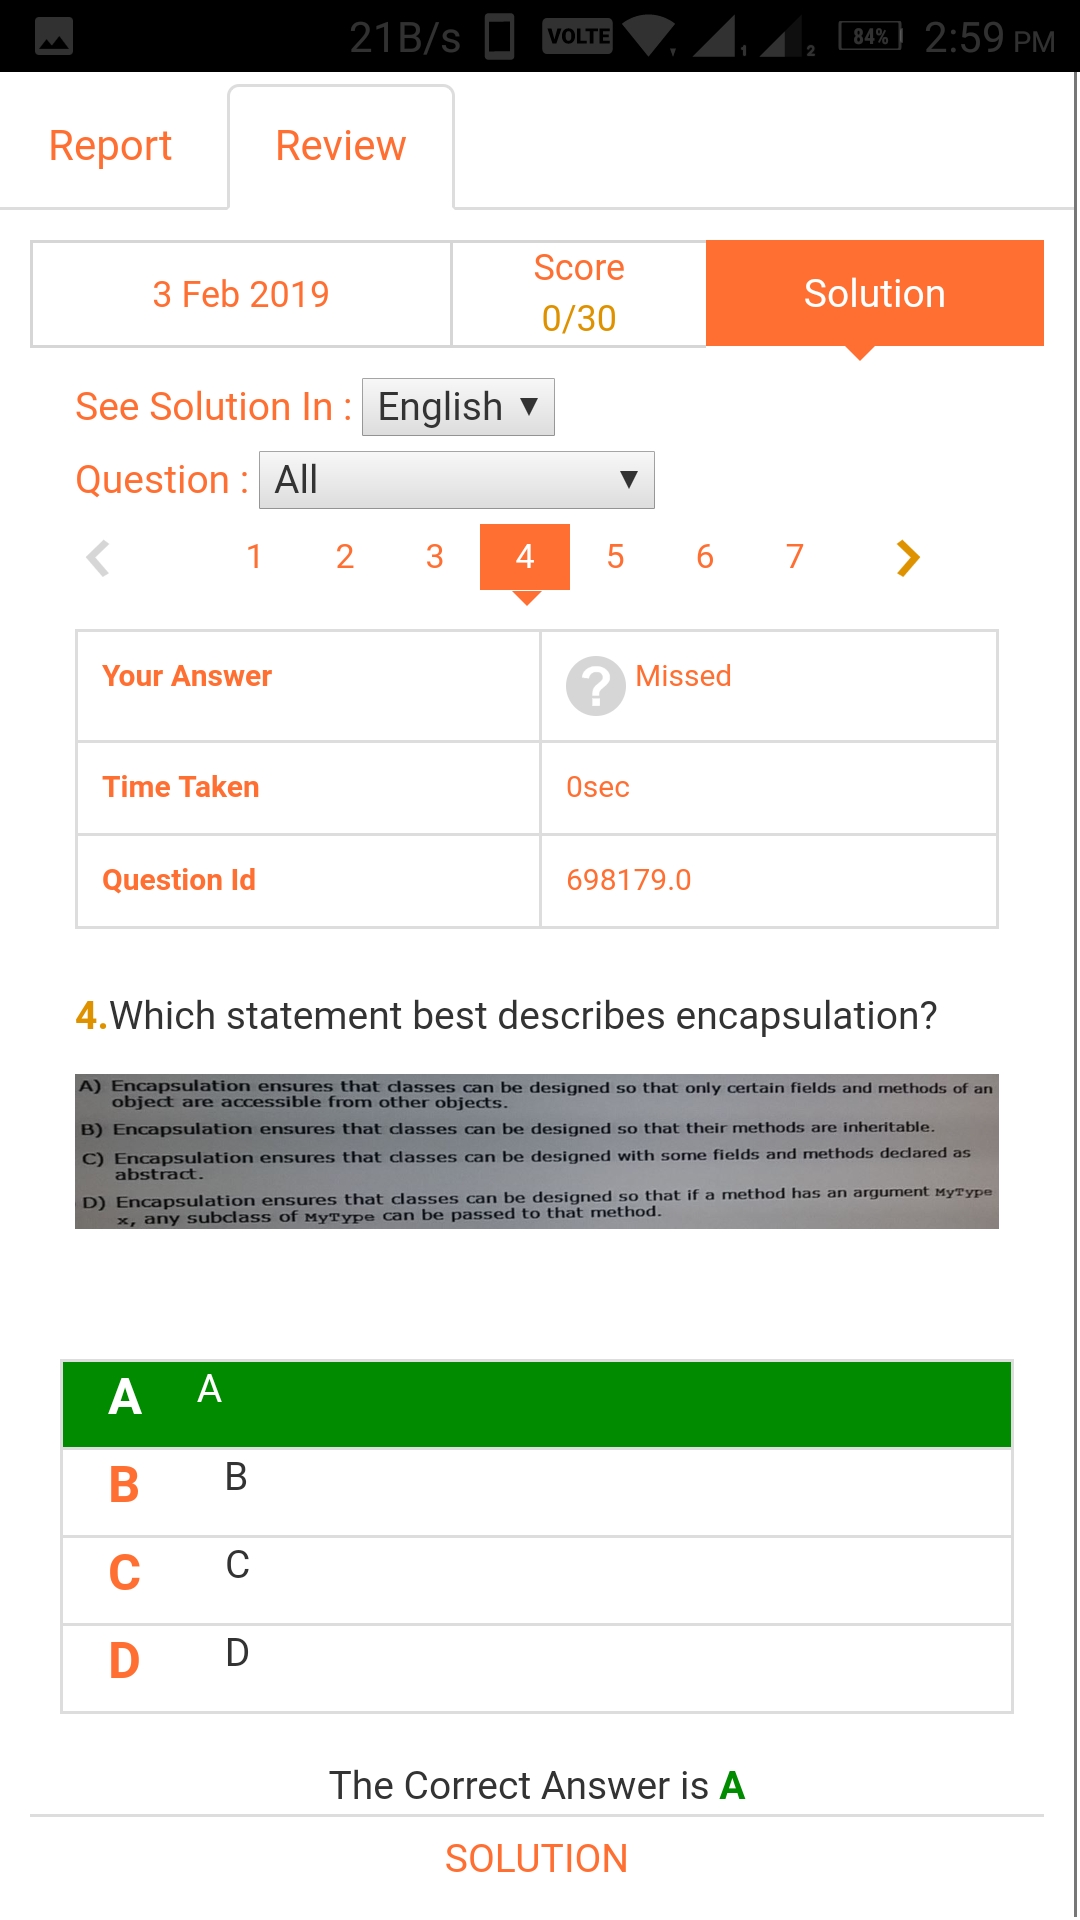 21B/s VOLTE 1 2 84% 2:59 PM
Report Review
3 Feb 2019 Score 0/30 Solution
See Solution In : English
Question : All
1 2 3 4 5 6 7
Your Answer ? Missed
Time Taken 0sec
Question Id 698179.0
4.Which statement best describes encapsulation?
A) Encapsulation ensures that classes can be designed so that only certain fields and methods of an
object are accessible from other objects.
B) Encapsulation ensures that classes can be designed so that their methods are inheritable.
C) Encapsulation ensures that classes can be designed with some fields and methods declared as
abstract.
D) Encapsulation ensures that classes can be designed so that if a method has an argument MyType
x, any subclass of MyType can be passed to that method.
A A
B B
C C
D D
The Correct Answer is A
SOLUTION